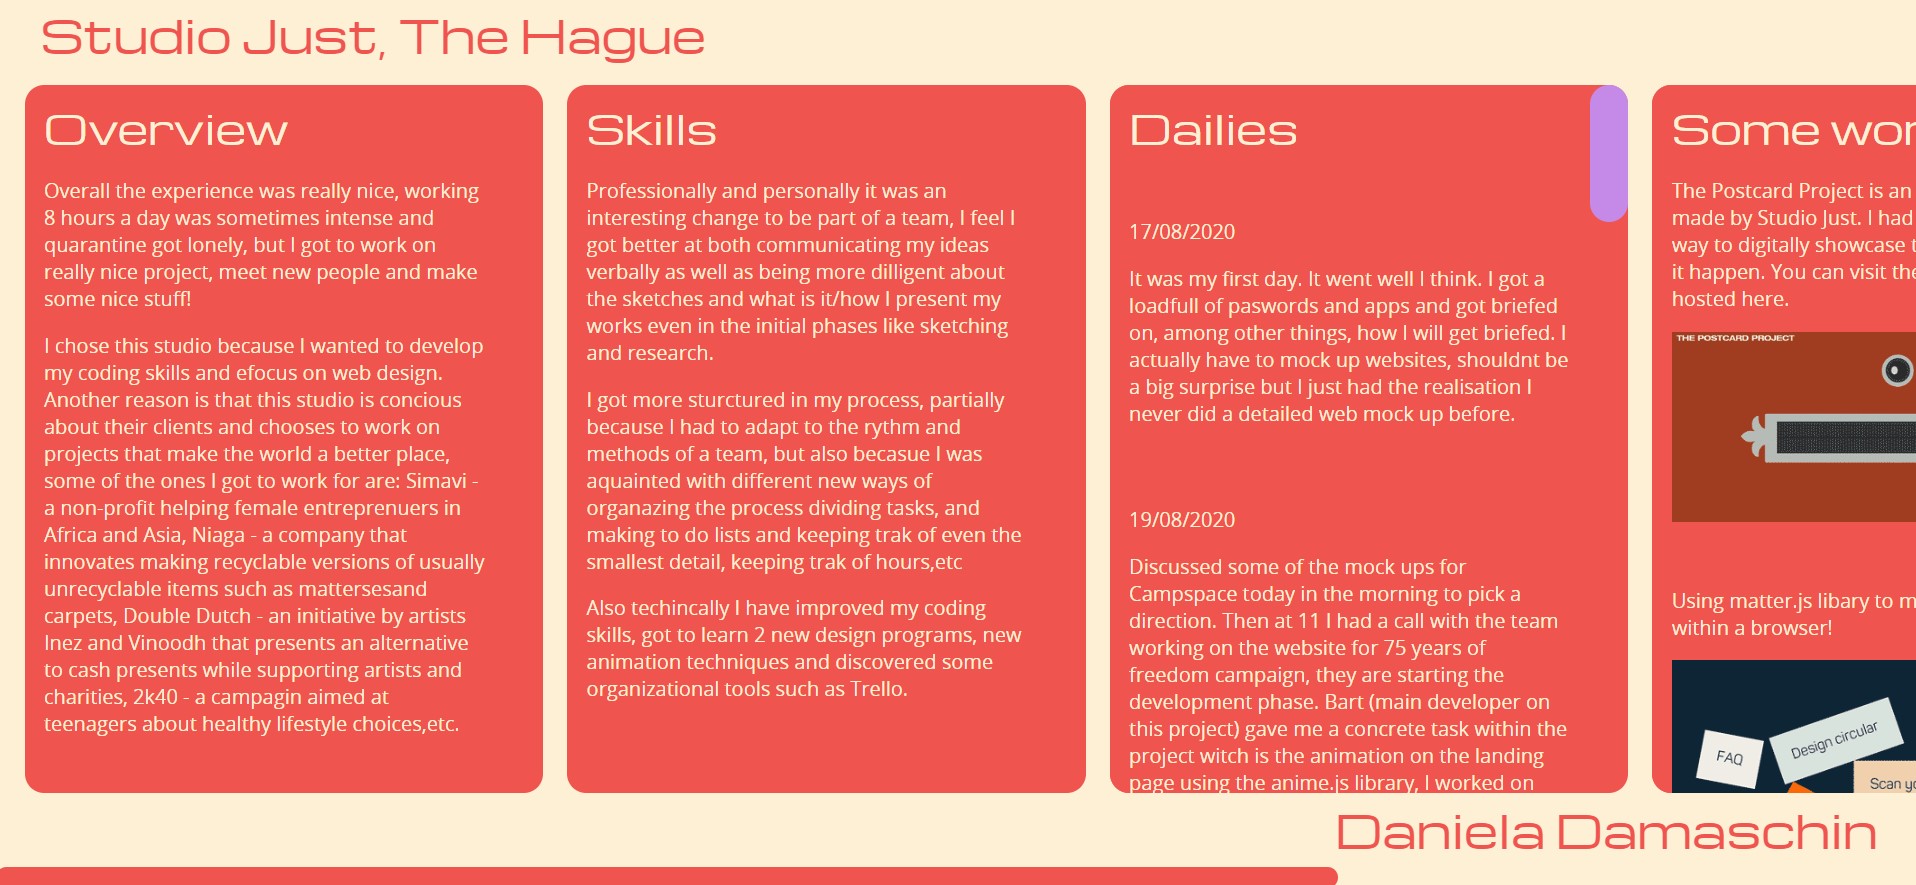 Studio Just, The Hague
Overview
Overall the experience was really nice, working
8 hours a day was sometimes intense and
quarantine got lonely, but I got to work on
really nice project, meet new people and make
some nice stuff!
I chose this studio because I wanted to develop
my coding skills and efocus on web design.
Another reason is that this studio is concious
about their clients and chooses to work on
projects that make the world a better place,
some of the ones I got to work for are: Simavi -
a non-profit helping female entreprenuers in
Africa and Asia, Niaga - a company that
innovates making recyclable versions of usually
unrecyclable items such as mattersesand
carpets, Double Dutch - an initiative by artists
Inez and Vinoodh that presents an alternative
to cash presents while supporting artists and
charities, 2k40 - a campagin aimed at
teenagers about healthy lifestyle choices,etc.
Skills
Professionally and personally it was an
interesting change to be part of a team, I feel I
got better at both communicating my ideas
verbally as well as being more dilligent about
the sketches and what is it/how I present my
works even in the initial phases like sketching
and research.
I got more sturctured in my process, partially
because I had to adapt to the rythm and
methods of a team, but also becasue I was
aquainted with different new ways of
organazing the process dividing tasks, and
making to do lists and keeping trak of even the
smallest detail, keeping trak of hours,etc
Also techincally I have improved my coding
skills, got to learn 2 new design programs, new
animation techniques and discovered some
organizational tools such as Trello.
Dailies
17/08/2020
It was my first day. It went well I think. I got a
loadfull of paswords and apps and got briefed
on, among other things, how I will get briefed. I
actually have to mock up websites, shouldnt be
a big surprise but I just had the realisation I
never did a detailed web mock up before.
19/08/2020
Discussed some of the mock ups for
Campspace today in the morning to pick a
direction. Then at 11 I had a call with the team
working on the website for 75 years of
freedom campaign, they are starting the
development phase. Bart (main developer on
this project) gave me a concrete task within the
project witch is the animation on the landing
page using the anime.js library, I worked on
Some wor
The Postcard Project is an
made by Studio Just. I had
way to digitally showcase t
it happen. You can visit the
hosted here.
THE POSTCARD PROJECT
Using matter.js libary to m
within a browser!
FAQ
Design circular
Scan yo
Daniela Damaschin